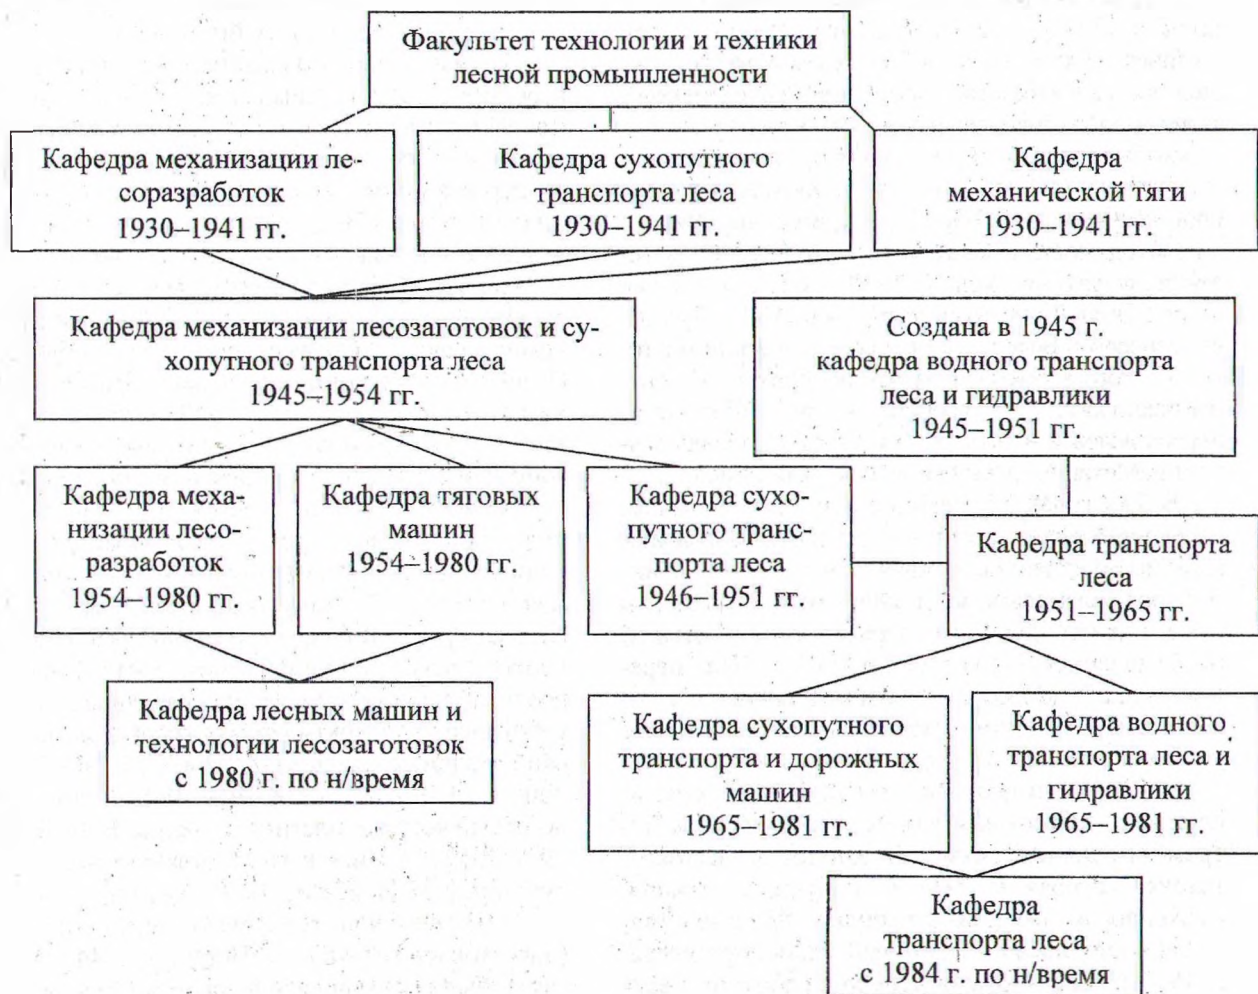 Факультет технологии и техники
лесной промышленности
Кафедра механизации ле-
соразработок
1930–1941 гг.
Кафедра сухопутного
транспорта леса
1930–1941 гг.
Кафедра
механической тяги
1930–1941 гг.
Кафедра механизации лесозаготовок и су-
хопутного транспорта леса
1945–1954 гг.
Создана в 1945 г.
кафедра водного транспорта
леса и гидравлики
1945–1951 гг.
Кафедра меха-
низации лесо-
разработок
1954–1980 гг.
Кафедра тяговых
машин
1954–1980 гг.
Кафедра сухо-
путного транс-
порта леса
1946–1951 гг.
Кафедра транспорта
леса
1951–1965 гг.
Кафедра лесных машин и
технологии лесозаготовок
с 1980 г. по н/время
Кафедра сухопутного
транспорта и дорожных
машин
1965–1981 гг.
Кафедра водного
транспорта леса и
гидравлики
1965–1981 гг.
Кафедра
транспорта леса
с 1984 г. по н/время